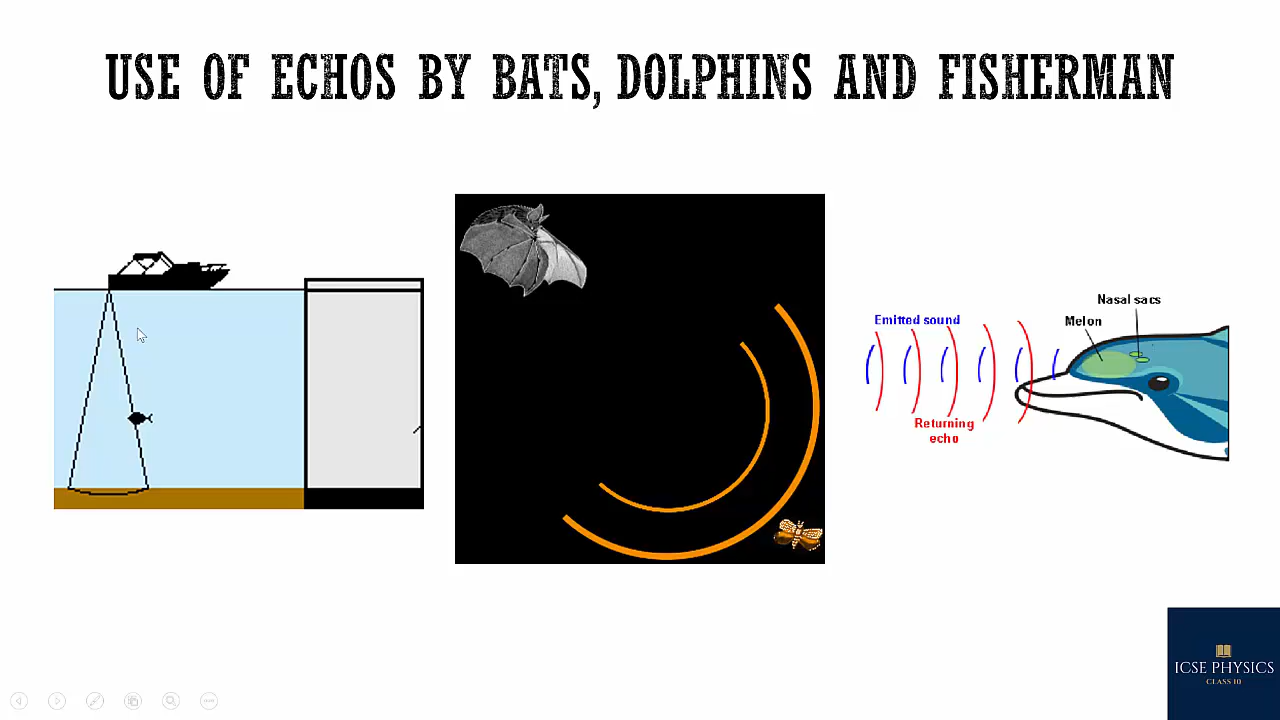 USE OF ECHOS BY BATS, DOLPHINS AND FISHERMAN
Nasal sacs
Emitted sound
Melon
Returning
echo
ICSE PHYSICS
CLASS 10